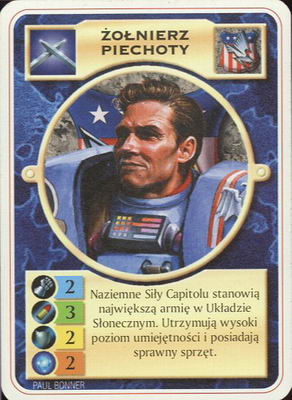 ŻOŁNIERZ
PIECHOTY
2
3
2
2
Naziemne Siły Capitolu stanowią
największą armię w Układzie
Słonecznym. Utrzymują wysoki
poziom umiejętności i posiadają
sprawny sprzęt.
PAUL BONNER